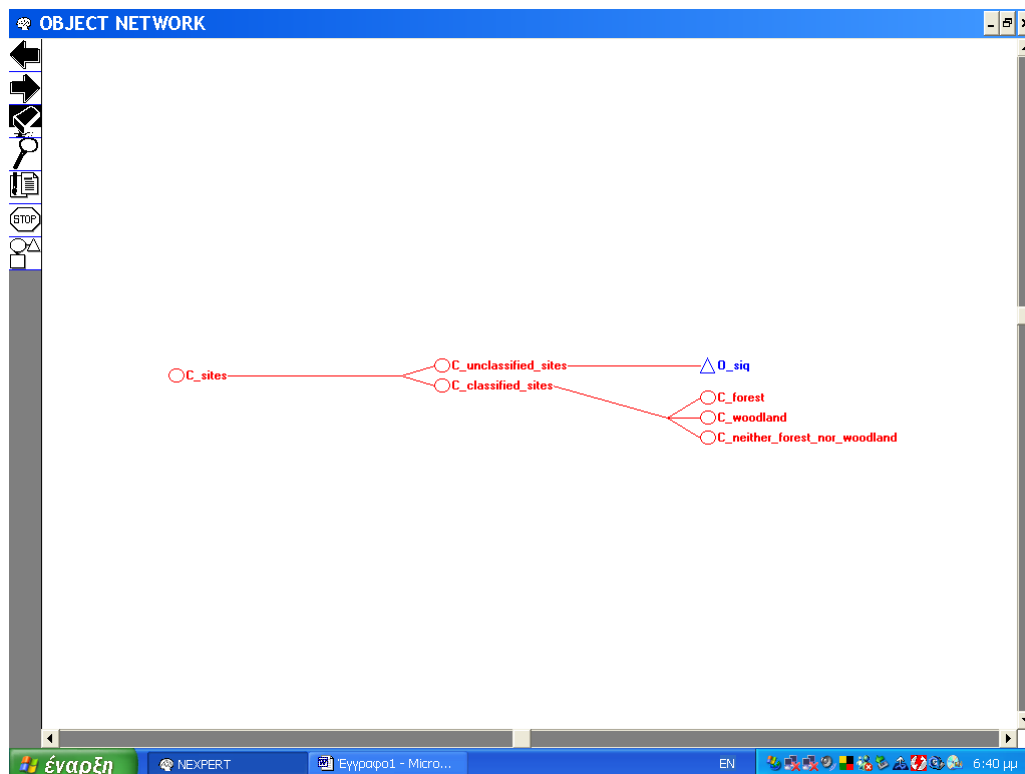 OBJECT NETWORK
STOP
C_unclassified_sites
O_siq
C_sites
C_classified_sites
C_forest
C_woodland
C_neither_forest_nor_woodland
έναρξη
NEXPERT
Έγγραφο1 - Micro...
EN
6:40 μμ